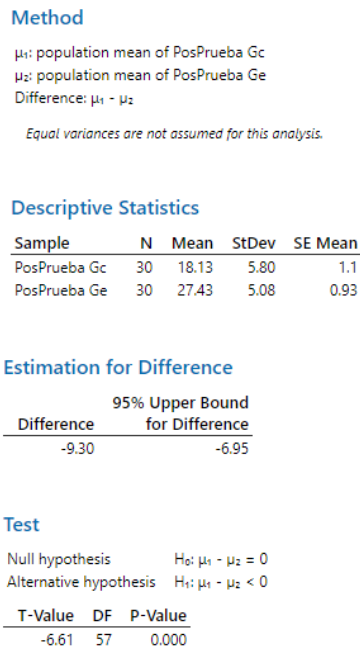 Method
μ₁: population mean of PosPrueba Gc
μ₂: population mean of PosPrueba Ge
Difference: μ₁ - μ₂
Equal variances are not assumed for this analysis.
Descriptive Statistics
Sample N Mean StDev SE Mean
PosPrueba Gc 30 18.13 5.80 1.1
PosPrueba Ge 30 27.43 5.08 0.93
Estimation for Difference
95% Upper Bound
Difference for Difference
-9.30 -6.95
Test
Null hypothesis H₀: μ₁ - μ₂ = 0
Alternative hypothesis H₁: μ₁ - μ₂ < 0
T-Value DF P-Value
-6.61 57 0.000